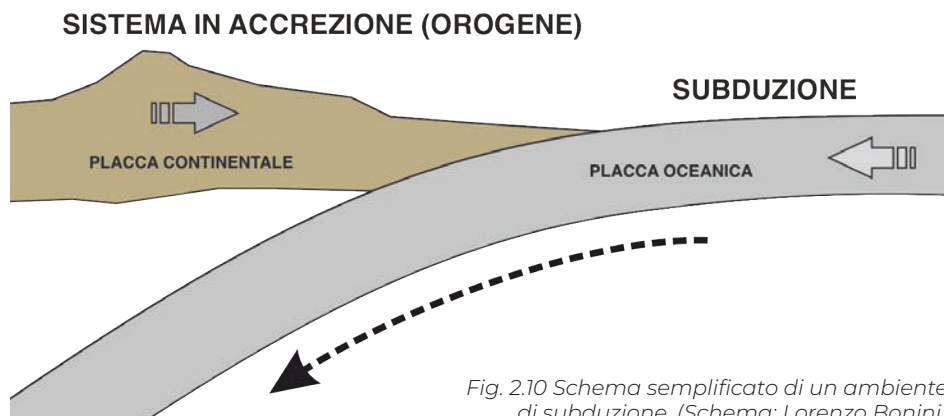 SISTEMA IN ACCREZIONE (OROGENE)
SUBDUZIONE
PLACCA CONTINENTALE
PLACCA OCEANICA
Fig. 2.10 Schema semplificato di un ambiente
di subduzione. (Schema: Lorenzo Bonini